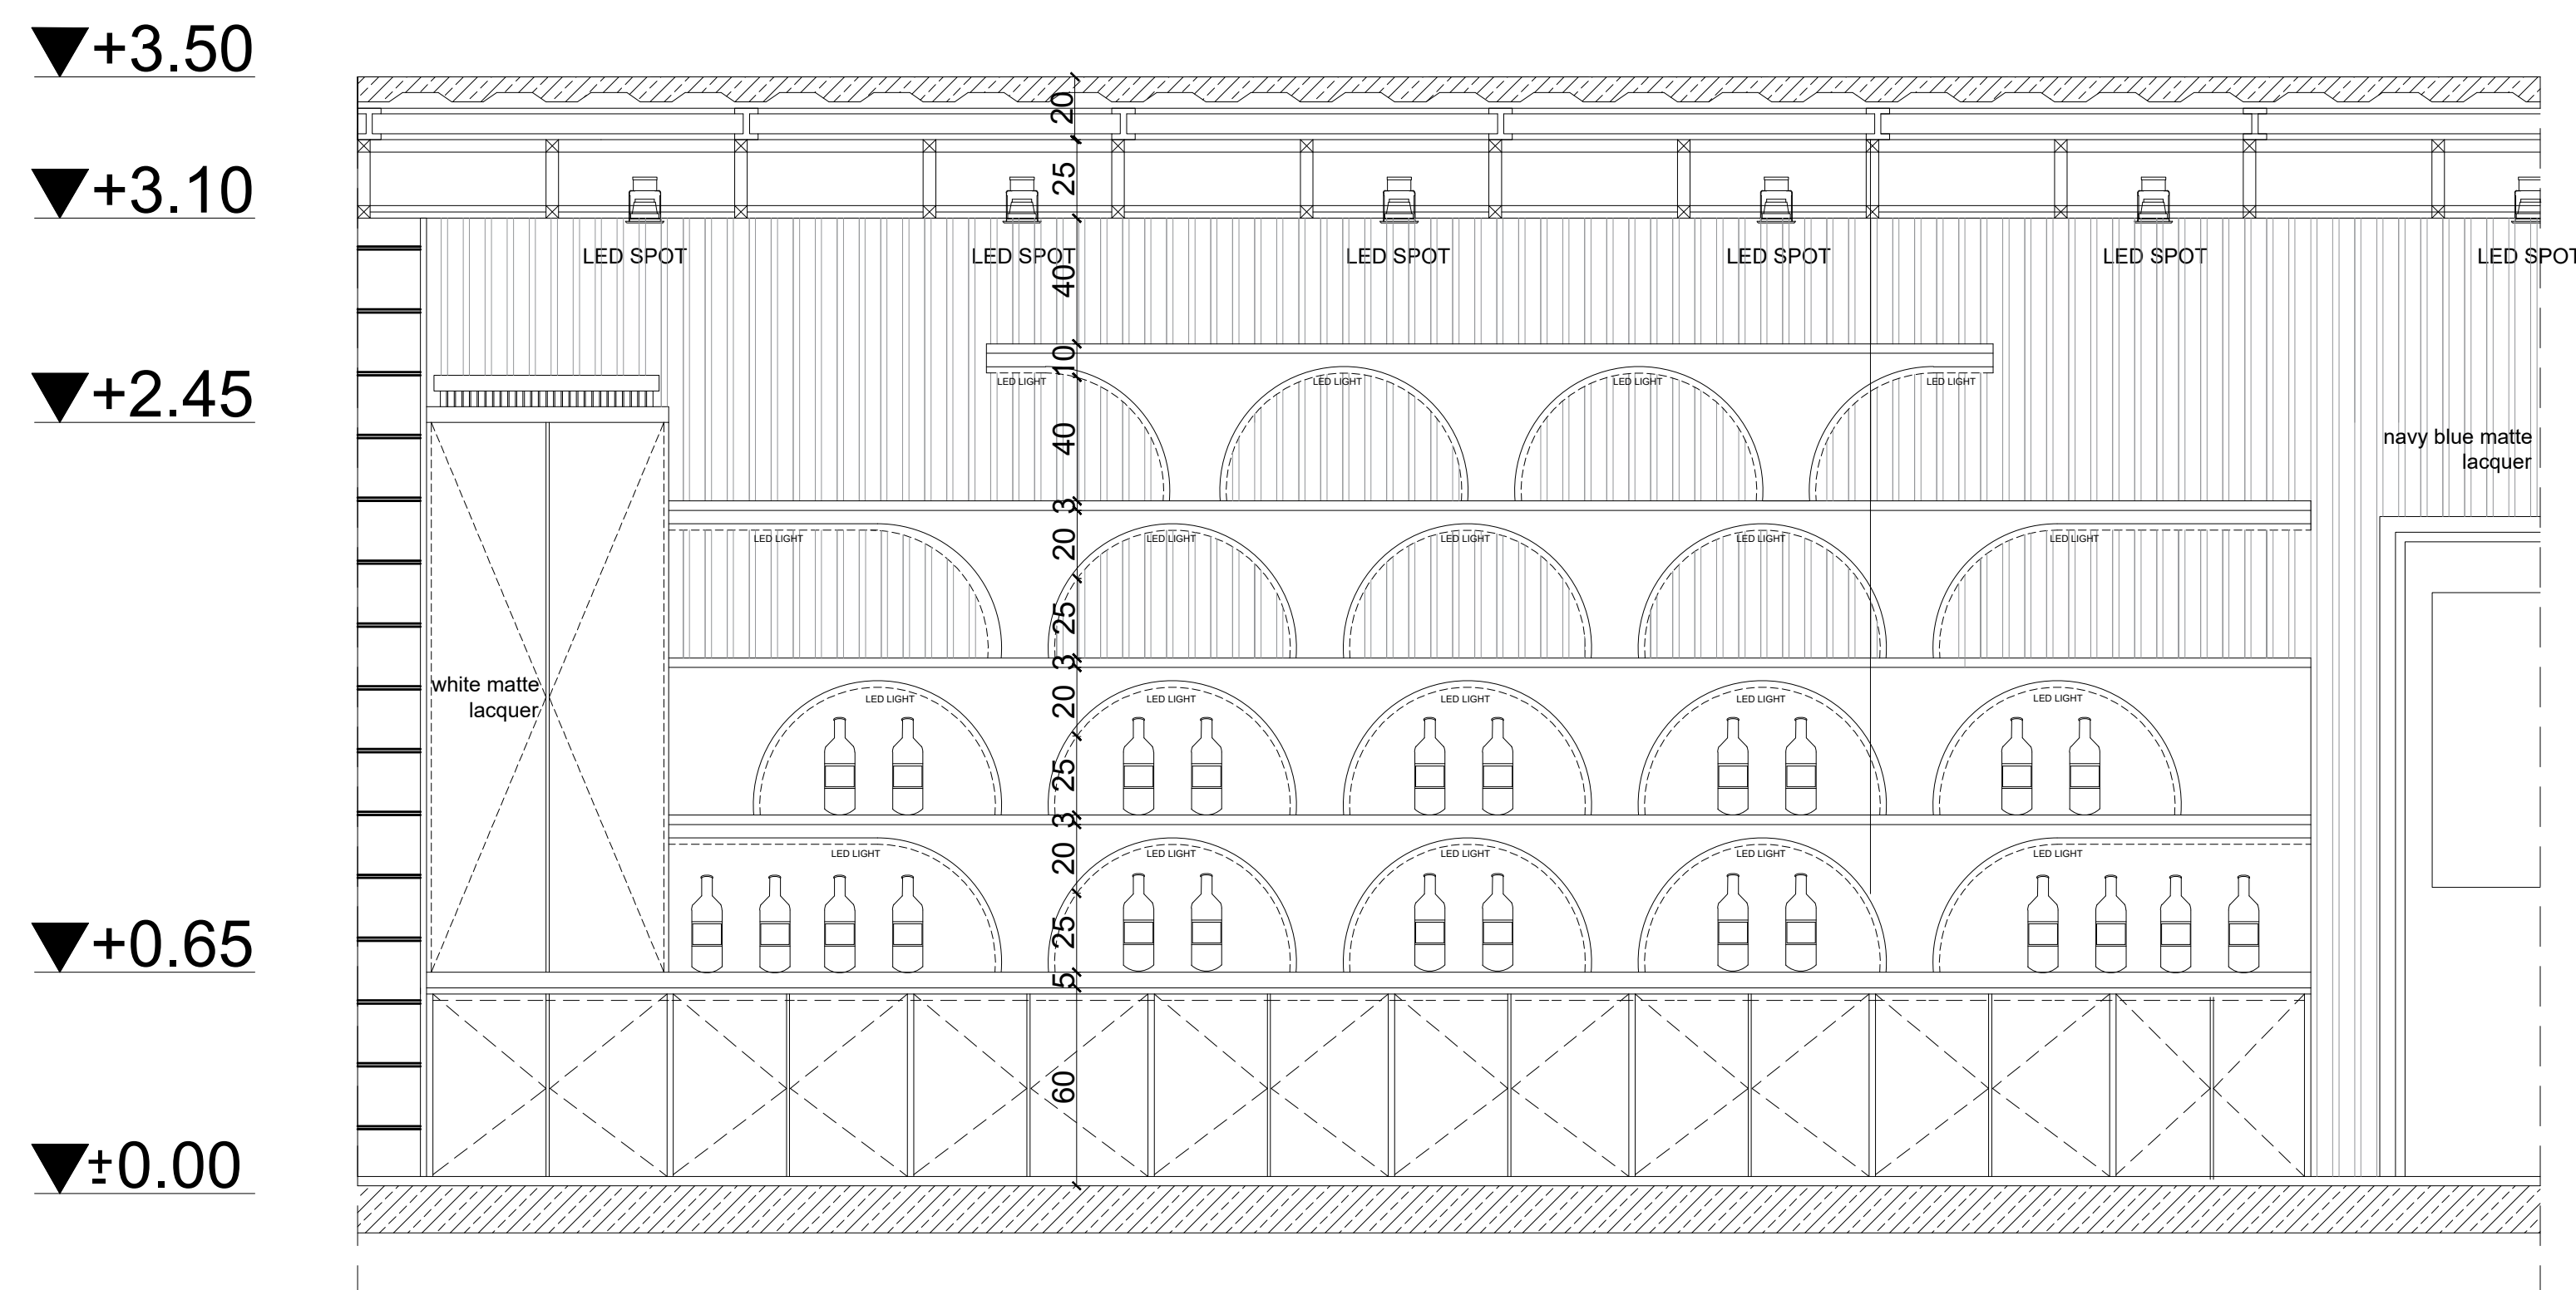 +3.50
20
25
+3.10
LED SPOT LED SPOT LED SPOT LED SPOT LED SPOT LED SPOT
40
10
LED LIGHT LED LIGHT LED LIGHT LED LIGHT
+2.45
40
navy blue matte
lacquer
3
LED LIGHT LED LIGHT LED LIGHT LED LIGHT LED LIGHT
20
25
3
white matte
lacquer
LED LIGHT LED LIGHT LED LIGHT LED LIGHT LED LIGHT
20
25
3
LED LIGHT LED LIGHT LED LIGHT LED LIGHT LED LIGHT
20
25
+0.65
5
60
±0.00